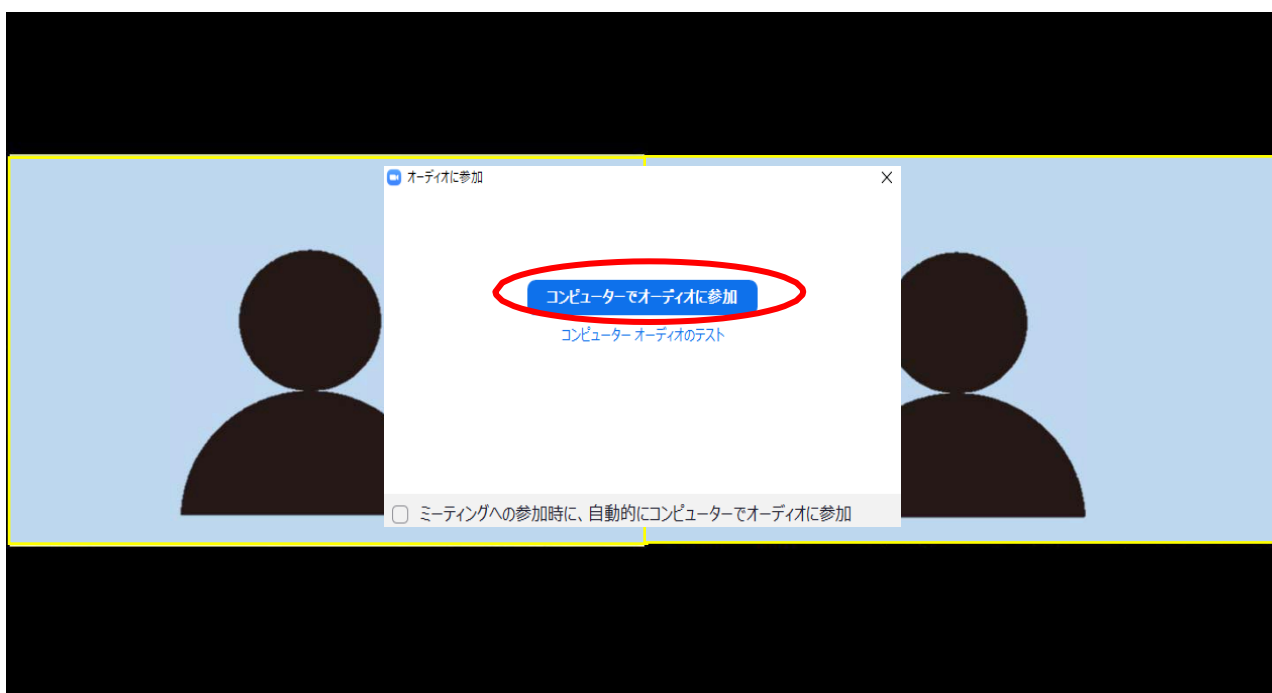 オーディオに参加
コンピューターでオーディオに参加
コンピューター オーディオのテスト
ミーティングへの参加時に、自動的にコンピューターでオーディオに参加